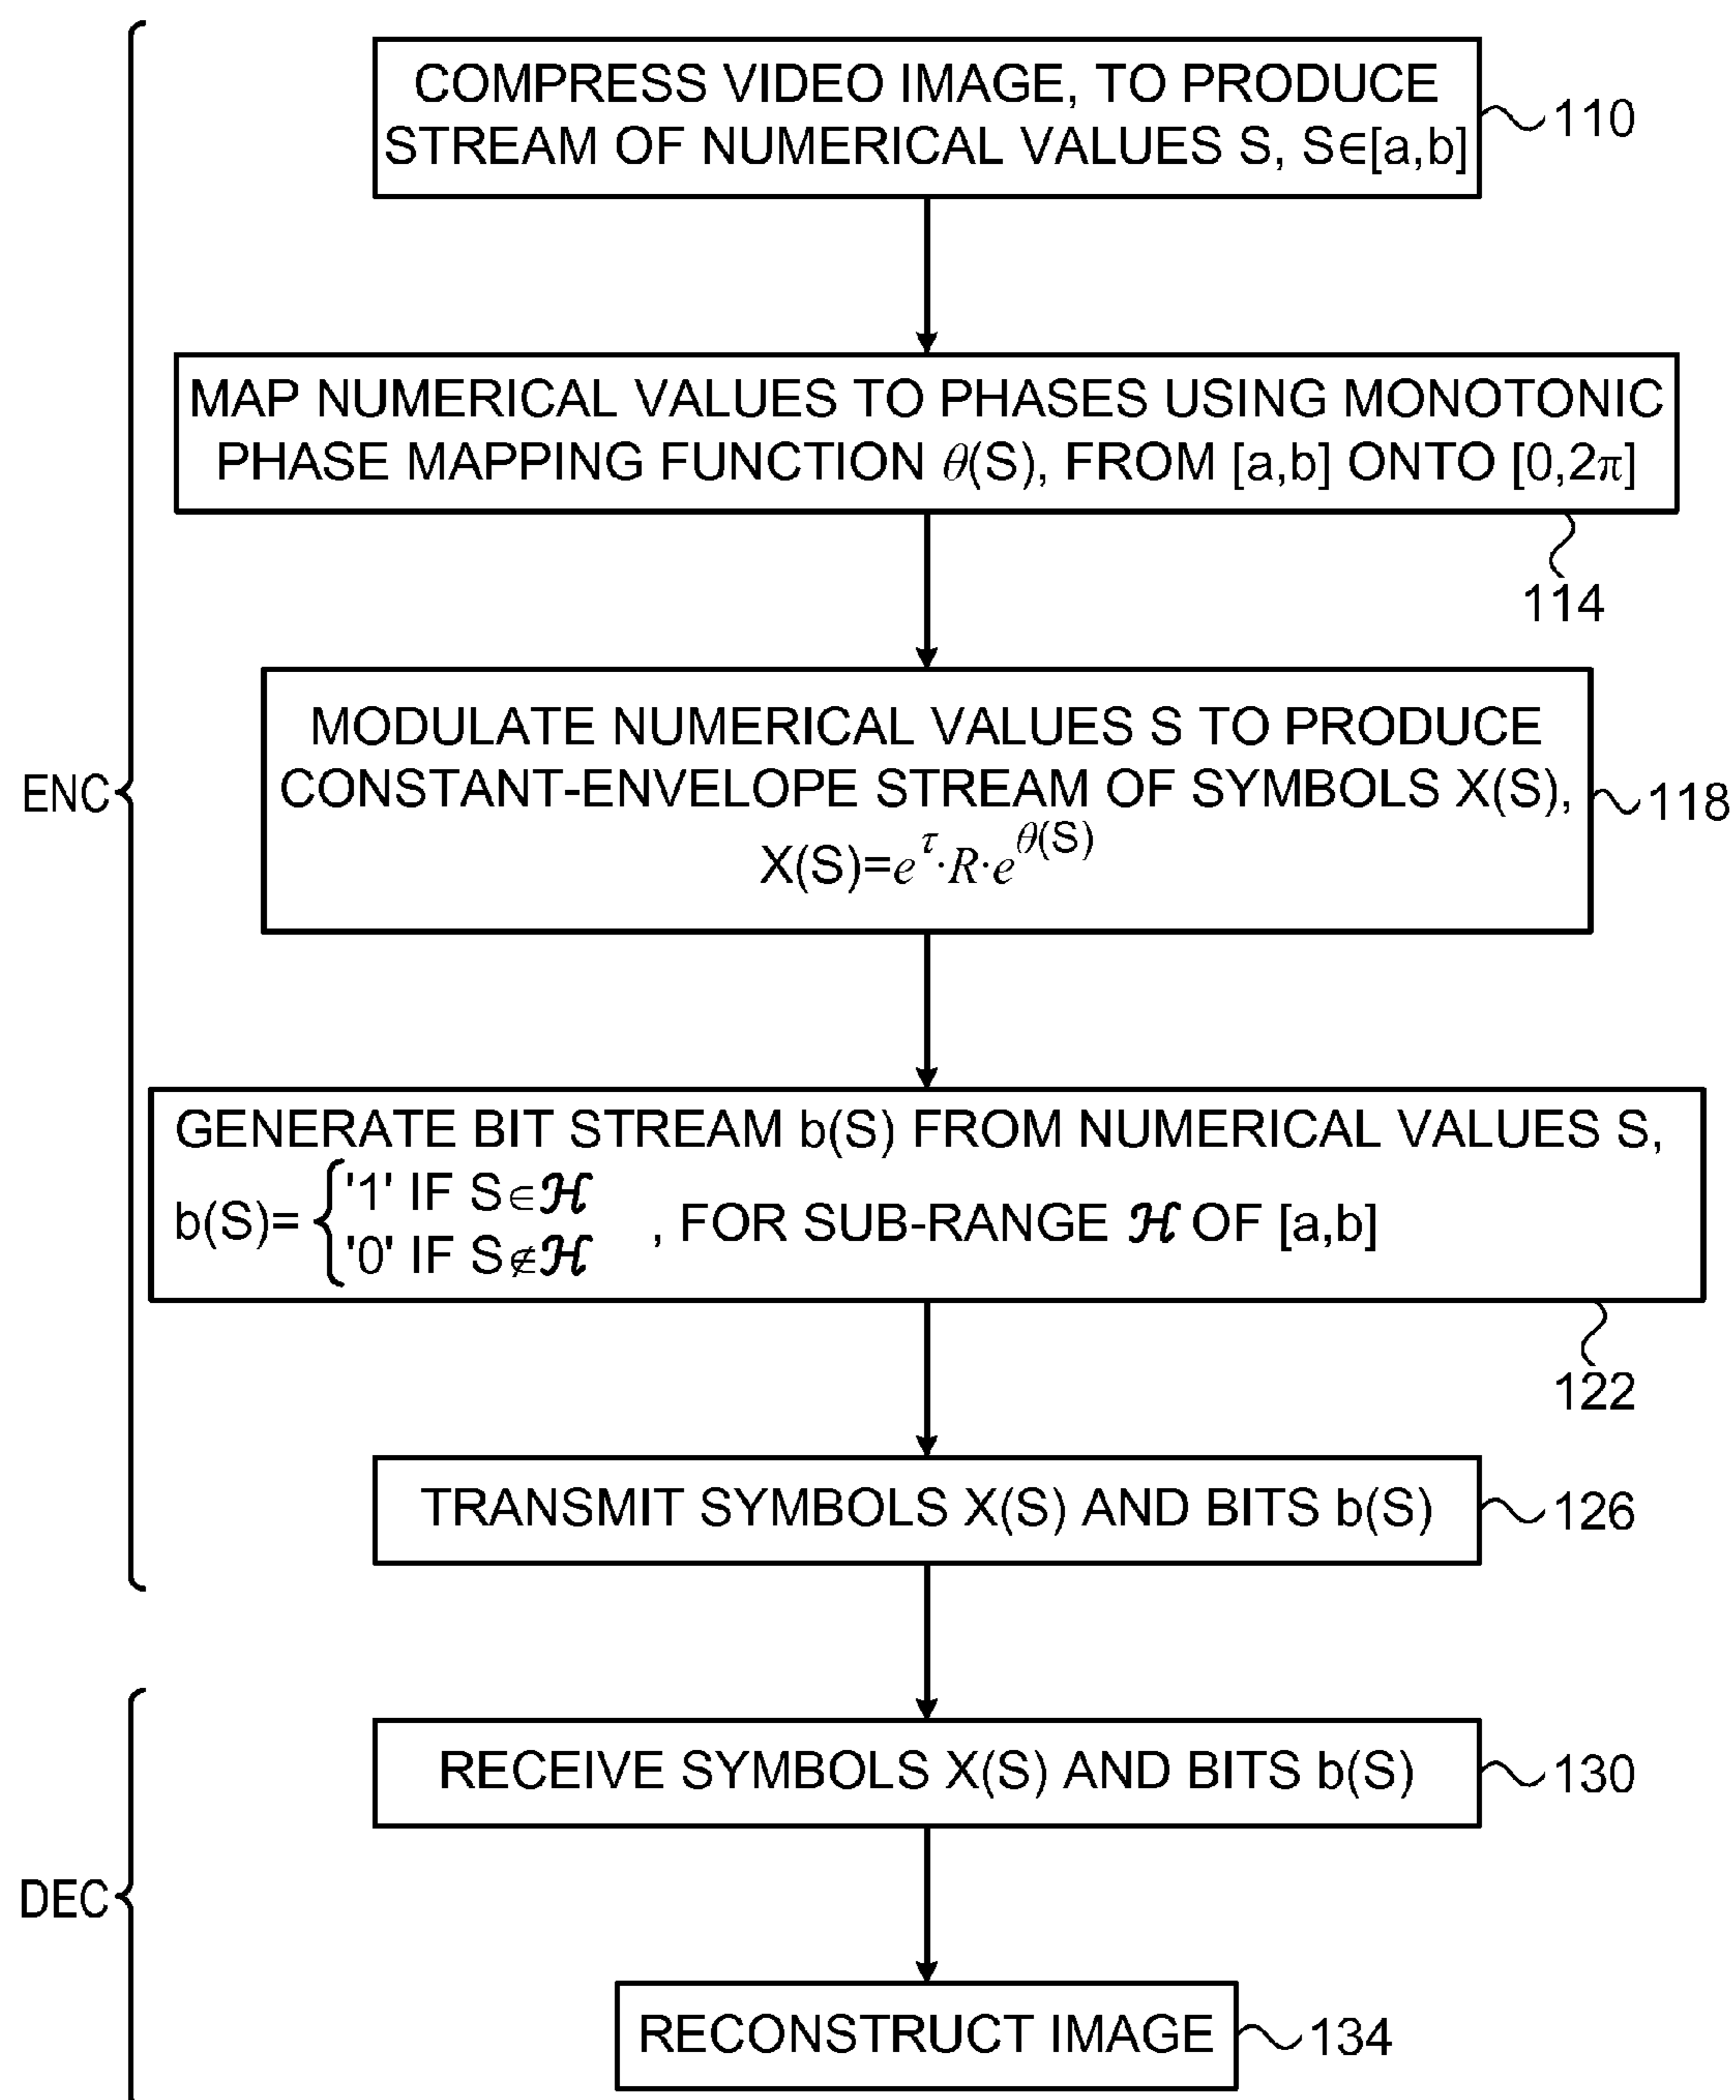 COMPRESS VIDEO IMAGE, TO PRODUCE
STREAM OF NUMERICAL VALUES S, S∈[a,b]
110
MAP NUMERICAL VALUES TO PHASES USING MONOTONIC
PHASE MAPPING FUNCTION θ(S), FROM [a,b] ONTO [0,2π]
114
MODULATE NUMERICAL VALUES S TO PRODUCE
CONSTANT-ENVELOPE STREAM OF SYMBOLS X(S),
X(S)=e^τ·R·e^θ(S)
118
ENC
GENERATE BIT STREAM b(S) FROM NUMERICAL VALUES S,
b(S)= { '1' IF S∈ℋ
'0' IF S∉ℋ
, FOR SUB-RANGE ℋ OF [a,b]
122
TRANSMIT SYMBOLS X(S) AND BITS b(S)
126
RECEIVE SYMBOLS X(S) AND BITS b(S)
130
DEC
RECONSTRUCT IMAGE
134